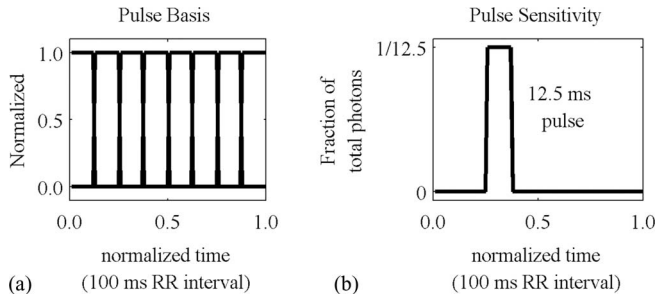 Pulse Basis
Normalized
1.0
0.5
0.0
0.0 0.5 1.0
normalized time
(100 ms RR interval)
(a)
Pulse Sensitivity
Fraction of
total photons
1/12.5
0
12.5 ms
pulse
0.0 0.5 1.0
normalized time
(100 ms RR interval)
(b)